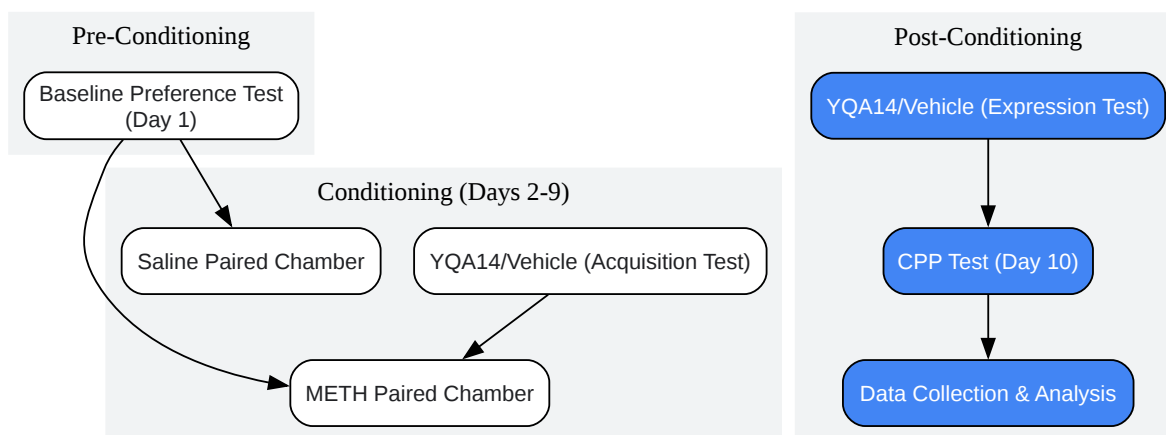 Pre-Conditioning
Baseline Preference Test
(Day 1)
Conditioning (Days 2-9)
Saline Paired Chamber
YQA14/Vehicle (Acquisition Test)
METH Paired Chamber
Post-Conditioning
YQA14/Vehicle (Expression Test)
CPP Test (Day 10)
Data Collection & Analysis